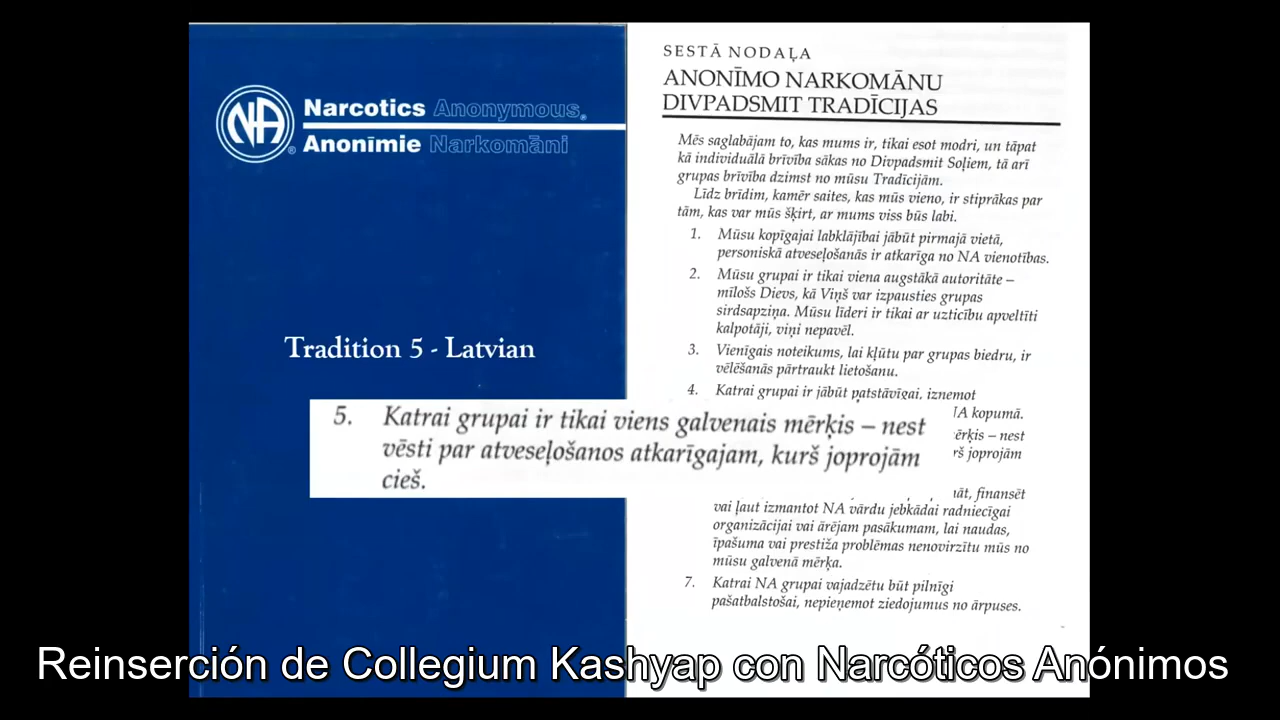 NA
Narcotics Anonymous®
Anonīmie Narkomāni
Tradition 5 - Latvian
SESTĀ NODAĻA
ANONĪMO NARKOMĀNU
DIVPADSMIT TRADĪCIJAS
Mēs saglabājam to, kas mums ir, tikai esot modri, un tāpat
kā individuālā brīvība sākas no Divpadsmit Soļiem, tā arī
grupas brīvība dzimst no mūsu Tradīcijām.
Līdz brīdim, kamēr saites, kas mūs vieno, ir stiprākas par
tām, kas var mūs šķirt, ar mums viss būs labi.
1. Mūsu kopīgajai labklājībai jābūt pirmajā vietā,
personiskā atveseļošanās ir atkarīga no NA vienotības.
2. Mūsu grupai ir tikai viena augstākā autoritāte –
mīlošs Dievs, kā Viņš var izpausties grupas
sirdsapziņa. Mūsu līderi ir tikai ar uzticību apveltīti
kalpotāji, viņi nepavēl.
3. Vienīgais noteikums, lai kļūtu par grupas biedru, ir
vēlēšanās pārtraukt lietošanu.
4. Katrai grupai ir jābūt patstāvīgai, izņemot
NA kopumā.
5. Katrai grupai ir tikai viens galvenais mērķis – nest
vēsti par atveseļošanos atkarīgajam, kurš joprojām
cieš.
ērķis – nest
rš joprojām
āt, finansēt
vai ļaut izmantot NA vārdu jebkādai radniecīgai
organizācijai vai ārējam pasākumam, lai naudas,
īpašuma vai prestiža problēmas nenovirzītu mūs no
mūsu galvenā mērķa.
7. Katrai NA grupai vajadzētu būt pilnīgi
pašatbalstošai, nepieņemot ziedojumus no ārpuses.
Reinserción de Collegium Kashyap con Narcóticos Anónimos